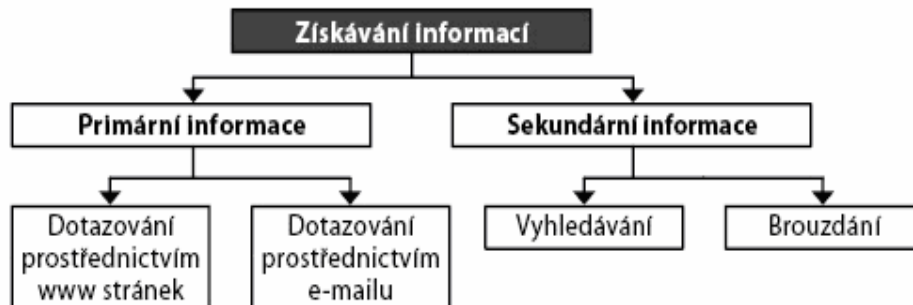 Získávání informací
Primární informace
Sekundární informace
Dotazování
prostřednictvím
www stránek
Dotazování
prostřednictvím
e-mailu
Vyhledávání
Brouzdání